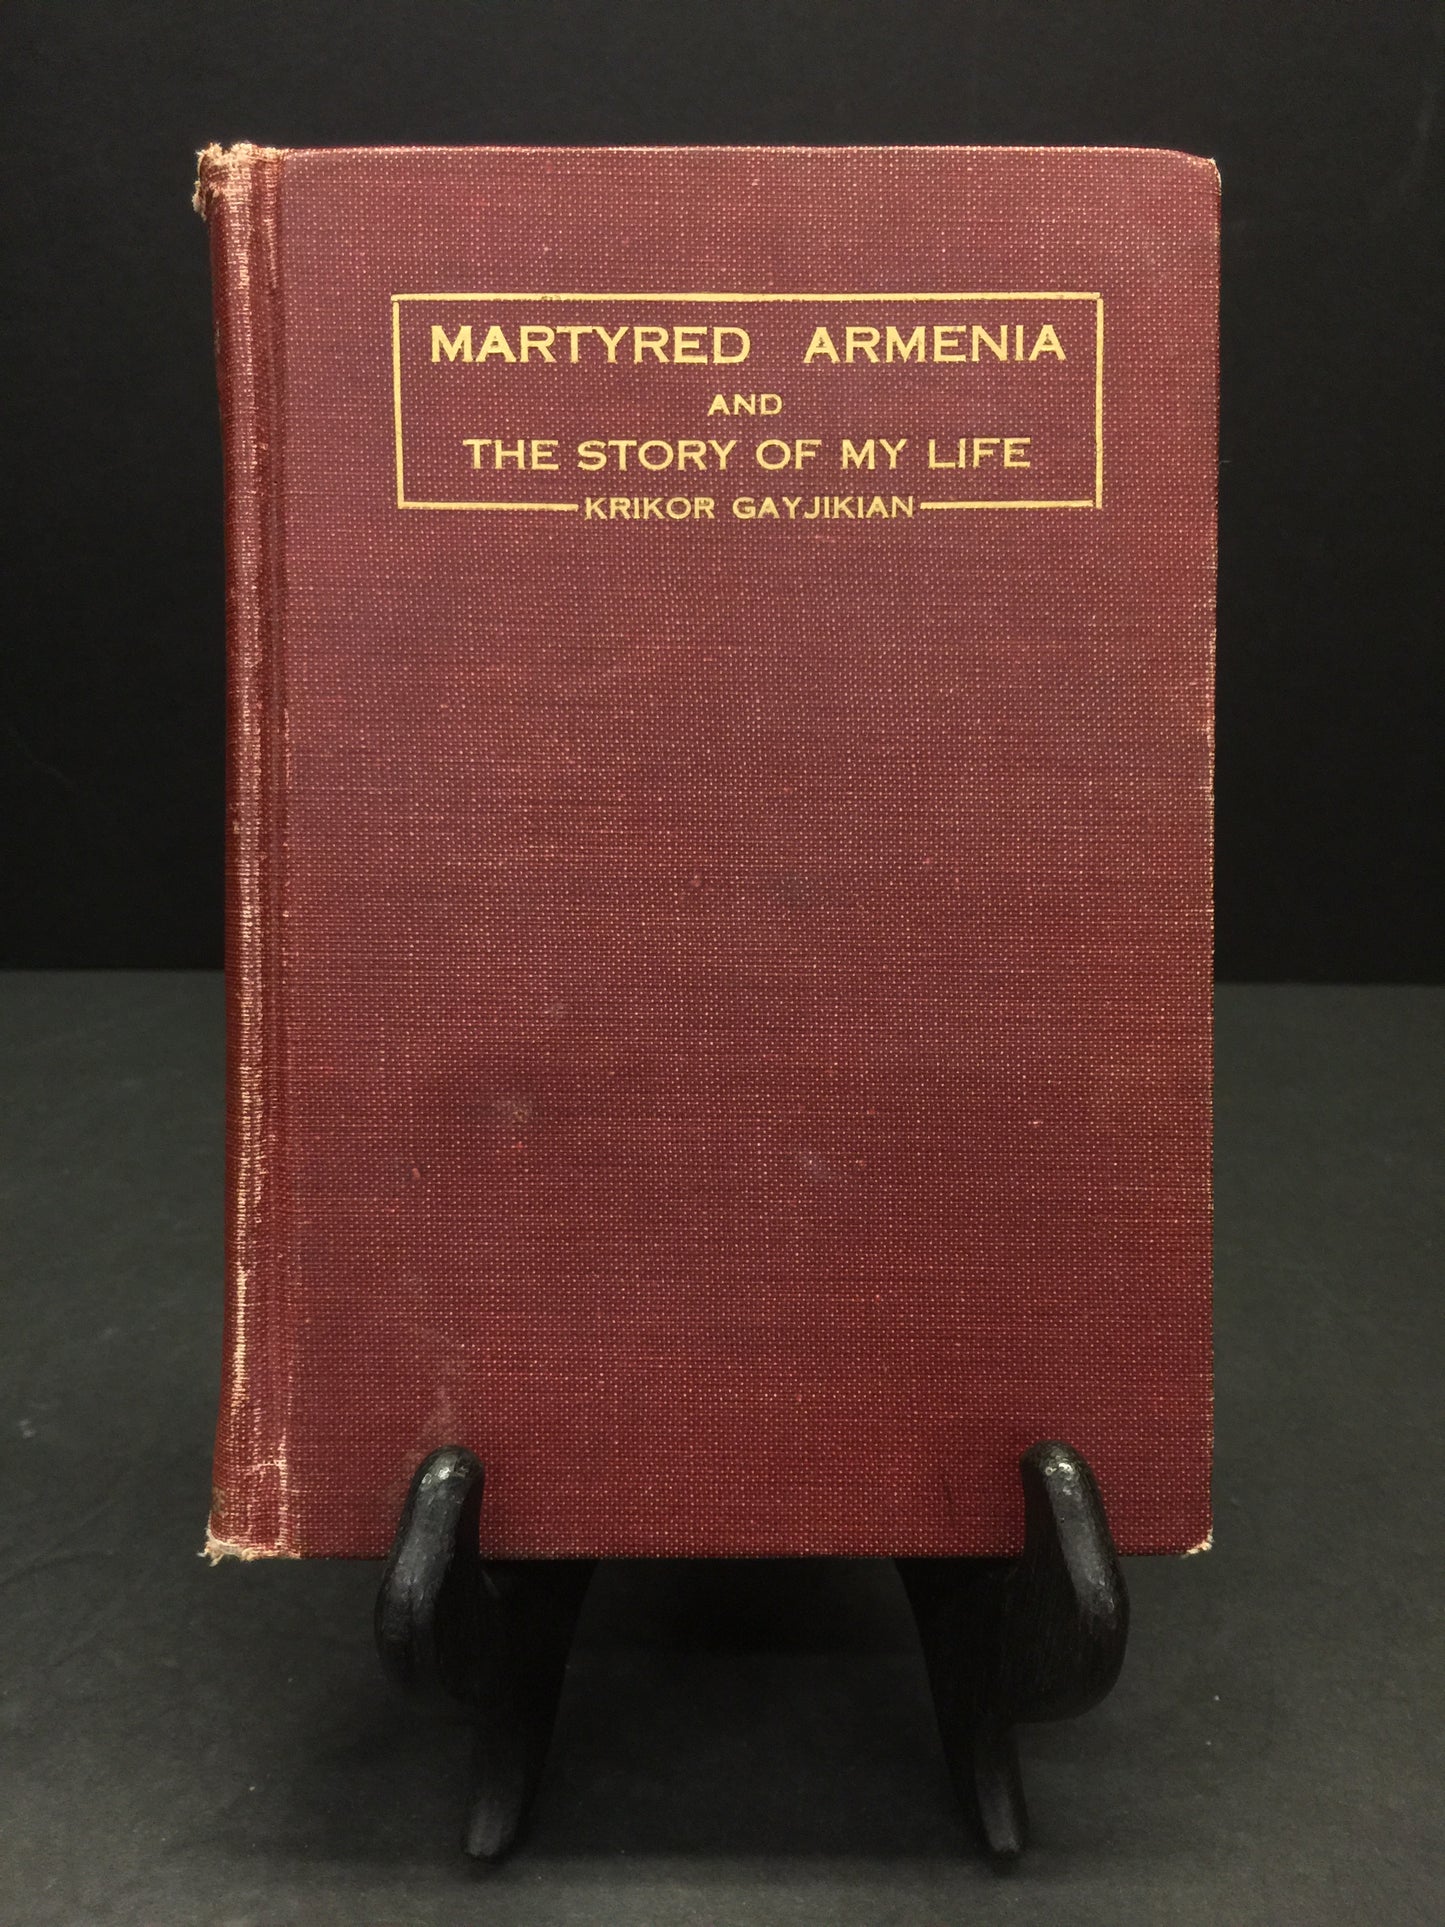 MARTYRED ARMENIA
AND
THE STORY OF MY LIFE
KRIKOR GAYJIKIAN